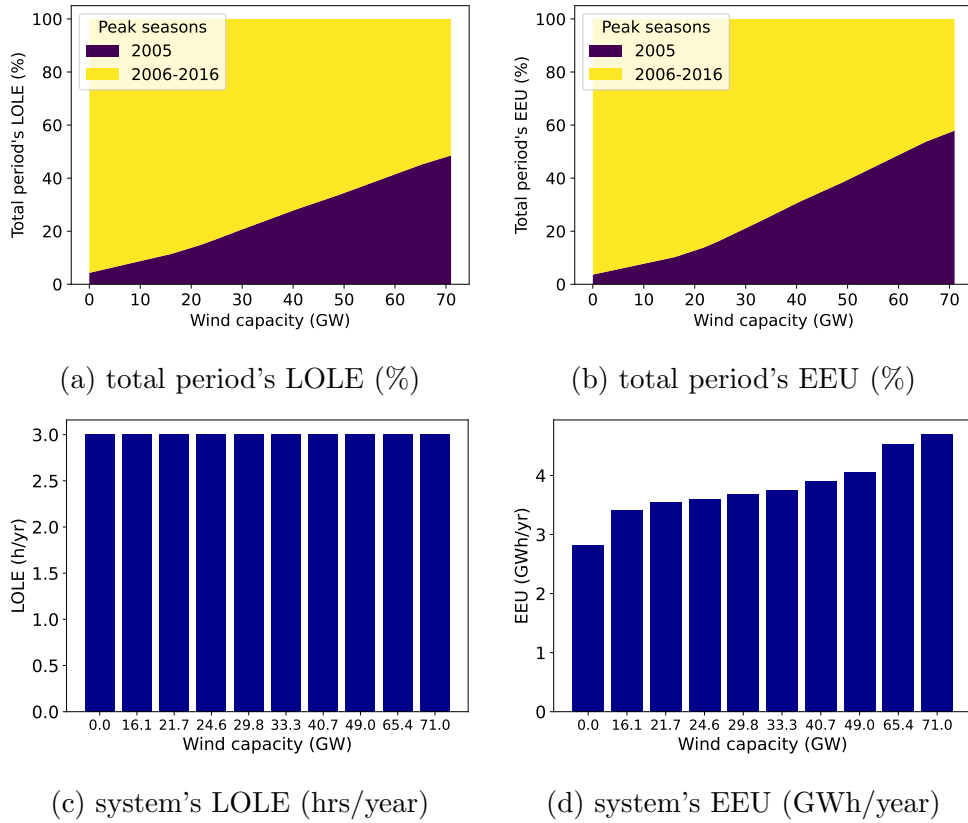 Total period's LOLE (%)
100
80
60
40
20
0
Peak seasons
2005
2006-2016
0 10 20 30 40 50 60 70
Wind capacity (GW)
(a) total period's LOLE (%)
Total period's EEU (%)
100
80
60
40
20
0
Peak seasons
2005
2006-2016
0 10 20 30 40 50 60 70
Wind capacity (GW)
(b) total period's EEU (%)
LOLE (h/yr)
3.0
2.5
2.0
1.5
1.0
0.5
0.0
0.0 16.1 21.7 24.6 29.8 33.3 40.7 49.0 65.4 71.0
Wind capacity (GW)
(c) system's LOLE (hrs/year)
EEU (GWh/yr)
4
3
2
1
0
0.0 16.1 21.7 24.6 29.8 33.3 40.7 49.0 65.4 71.0
Wind capacity (GW)
(d) system's EEU (GWh/year)